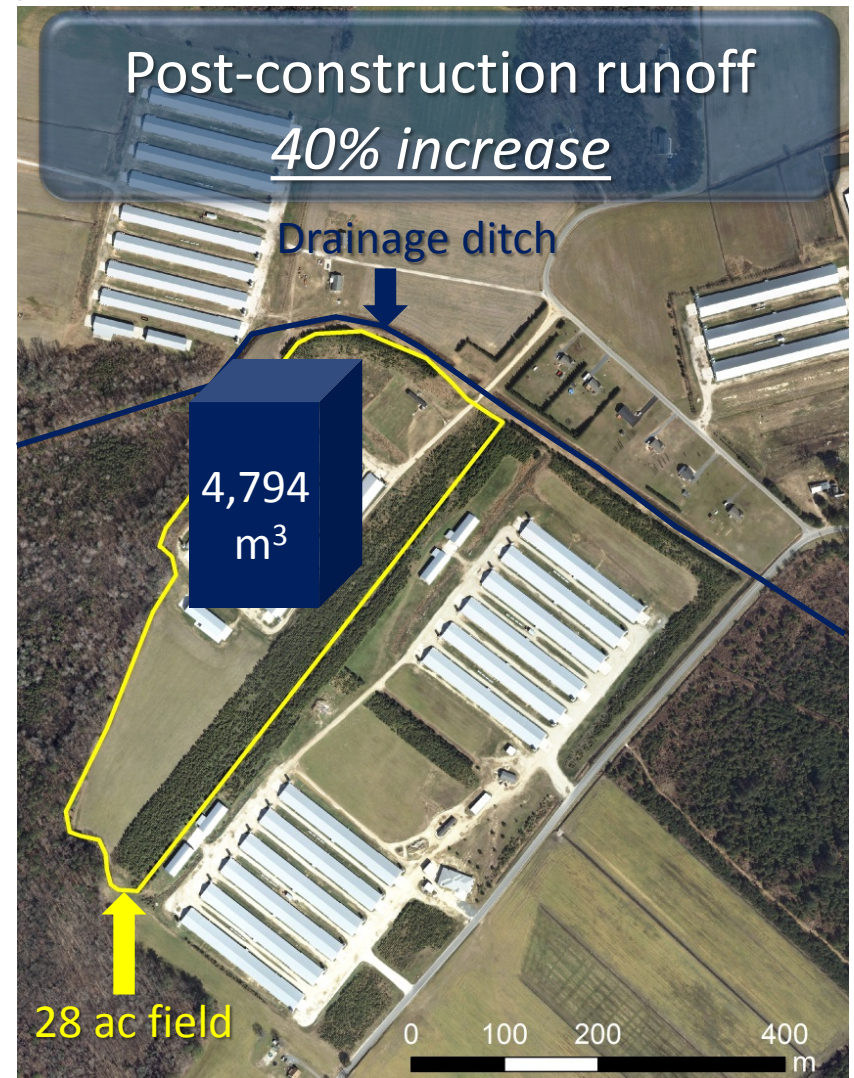 Post-construction runoff
40% increase
Drainage ditch
4,794
m³
28 ac field
0 100 200 400
m